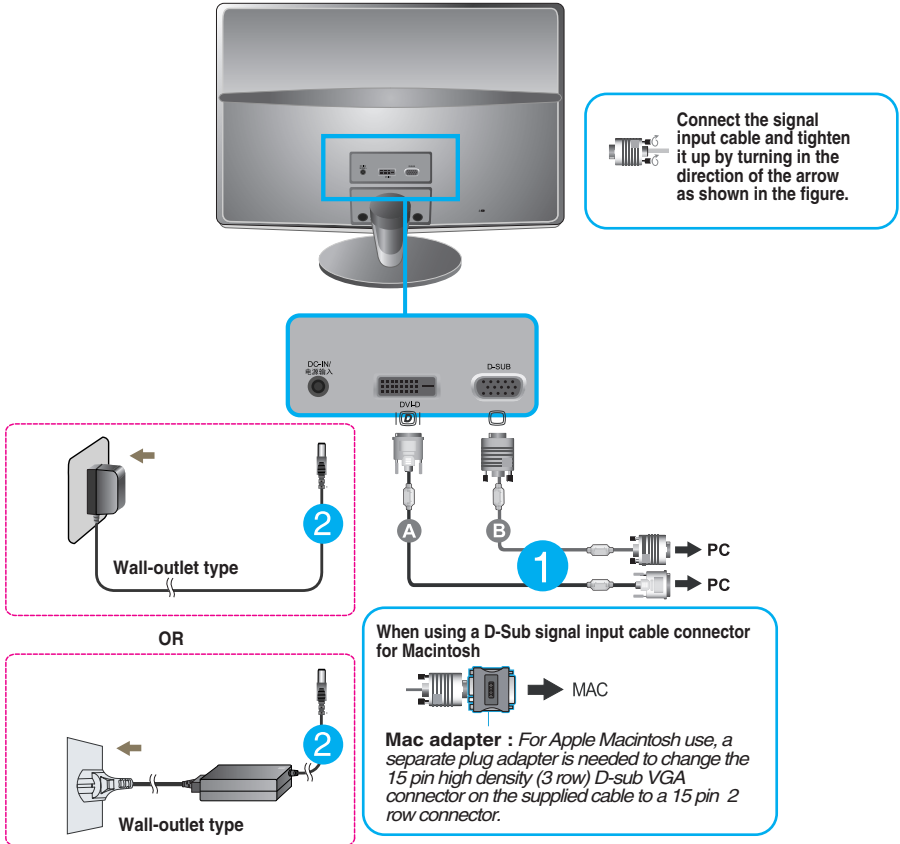 Connect the signal
input cable and tighten
it up by turning in the
direction of the arrow
as shown in the figure.
DC-IN/
电源输入
D-SUB
DVI-D
D
A
B
1
PC
PC
2
Wall-outlet type
OR
2
Wall-outlet type
When using a D-Sub signal input cable connector
for Macintosh
MAC
Mac adapter : For Apple Macintosh use, a
separate plug adapter is needed to change the
15 pin high density (3 row) D-sub VGA
connector on the supplied cable to a 15 pin 2
row connector.